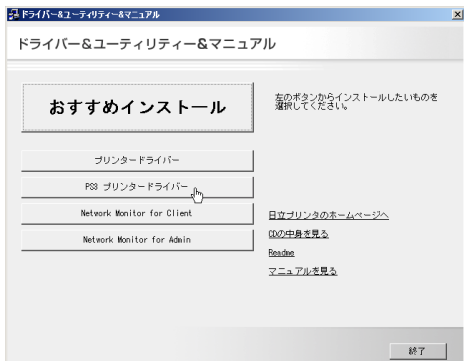 ドライバー&ユーティリティー&マニュアル
ドライバー&ユーティリティー&マニュアル
おすすめインストール
左のボタンからインストールしたいものを
選択してください。
プリンタードライバー
PS3 プリンタードライバー
Network Monitor for Client
Network Monitor for Admin
日立プリンタのホームページへ
CDの中身を見る
Readme
マニュアルを見る
終了